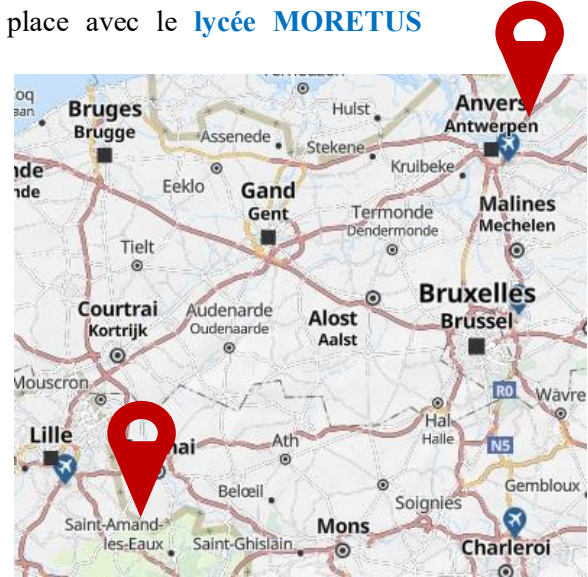 place avec le lycée MORETUS
Hulst
Bruges
Brugge
Anvers
Antwerpen
Assenede
Stekene
Kruibeke
Eeklo
Gand
Gent
Termonde
Dendermonde
Malines
Mechelen
Tielt
Courtrai
Kortrijk
Audenarde
Oudenaarde
Alost
Aalst
Bruxelles
Brussel
Mouscron
R0
Wavre
Hal
Halle
Lille
nai
Ath
N5
Belœil
Gembloux
Soignies
Saint-Amand-
les-Eaux
Saint-Ghislain
Mons
Charleroi